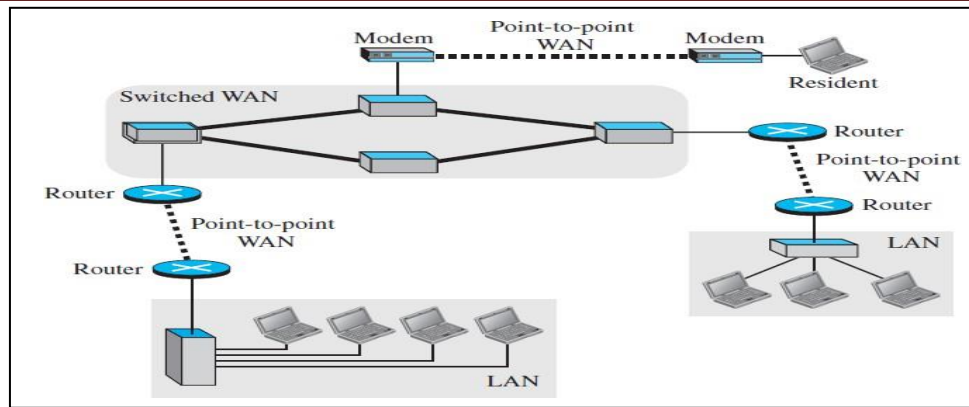 Point-to-point
WAN
Modem
Modem
Resident
Switched WAN
Router
Point-to-point
WAN
Router
LAN
Router
Point-to-point
WAN
Router
LAN